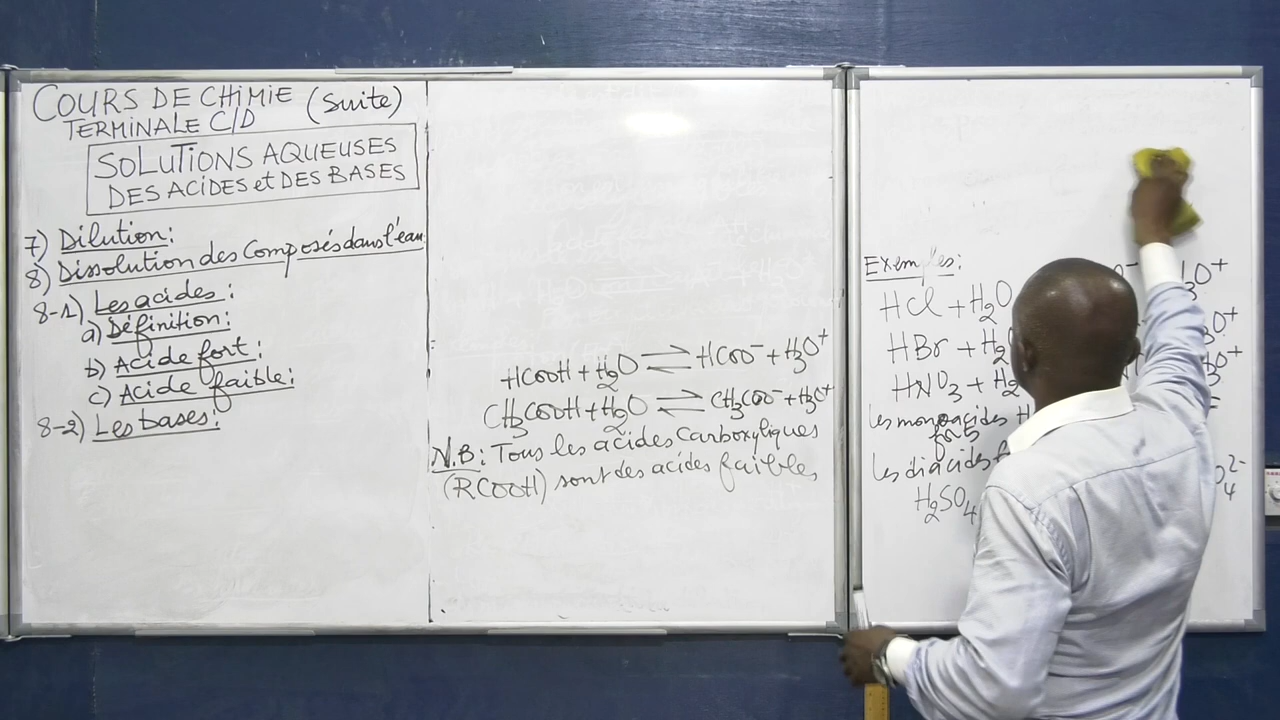 COURS DE CHIMIE (Suite)
TERMINALE C/D
SOLUTIONS AQUEUSES
DES ACIDES et DES BASES
7) Dilution:
8) Dissolution des Composés dans l'eau
8-1) Les acides:
a) Définition:
b) Acide fort:
c) Acide faible:
8-2) Les bases:
HCOOH + H₂O ⇌ HCOO⁻ + H₃O⁺
CH₃COOH + H₂O ⇌ CH₃COO⁻ + H₃O⁺
N.B: Tous les acides Carboxyliques
(RCOOH) sont des acides faibles
Exemples:
HCl + H₂O O⁺
HBr + H₂ O⁺
HNO₃ + H₂ O⁺
les monoacides
forts
les diacides
H₂SO₄ O₄²⁻